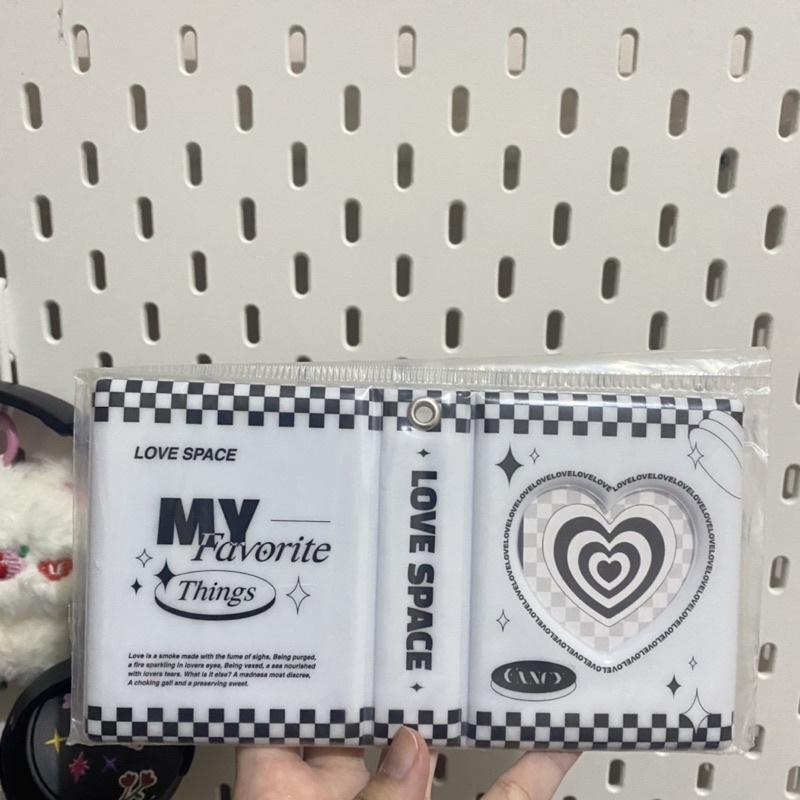 LOVE SPACE
MY
Favorite
Things
Love is a smoke made with the fume of sighs, Being purged,
a fire sparkling in lovers eyes, Being vexed, a sea nourished
with lovers tears. What is it else? A madness most discree,
A choking gall and a preserving sweet.
LOVE SPACE
LOVELOVELOVELOVELOVELOVELOVELOVELOVELOVELOVELOVELOVELOVELOVELOVELOVELOVELOVELOVE
FANCY